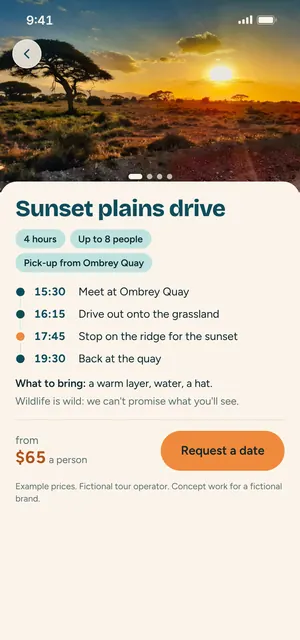 9:41
Sunset plains drive
4 hours
Up to 8 people
Pick-up from Ombrey Quay
15:30 Meet at Ombrey Quay
16:15 Drive out onto the grassland
17:45 Stop on the ridge for the sunset
19:30 Back at the quay
What to bring: a warm layer, water, a hat.
Wildlife is wild: we can't promise what you'll see.
from
$65 a person
Request a date
Example prices. Fictional tour operator. Concept work for a fictional
brand.